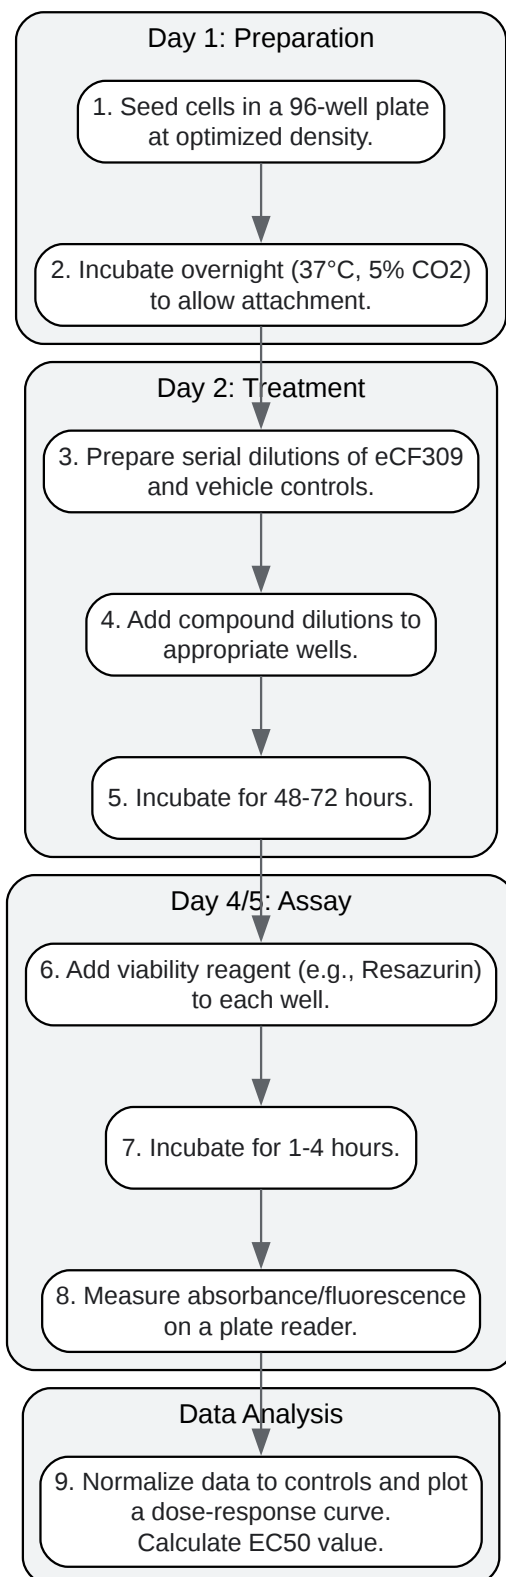 Day 1: Preparation
1. Seed cells in a 96-well plate
at optimized density.
2. Incubate overnight (37°C, 5% CO2)
to allow attachment.
Day 2: Treatment
3. Prepare serial dilutions of eCF309
and vehicle controls.
4. Add compound dilutions to
appropriate wells.
5. Incubate for 48-72 hours.
Day 4/5: Assay
6. Add viability reagent (e.g., Resazurin)
to each well.
7. Incubate for 1-4 hours.
8. Measure absorbance/fluorescence
on a plate reader.
Data Analysis
9. Normalize data to controls and plot
a dose-response curve.
Calculate EC50 value.